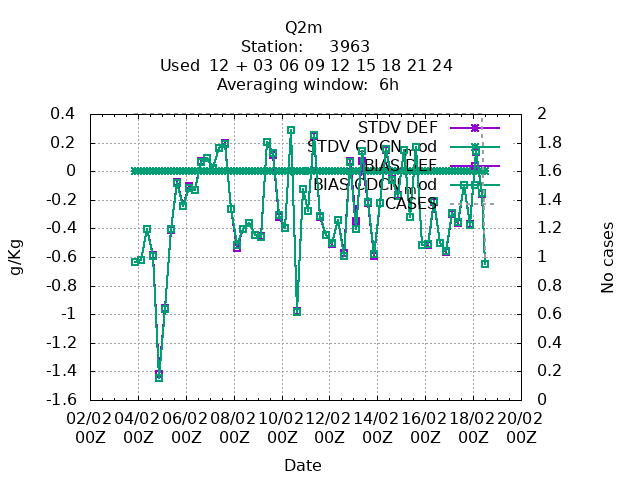 Q2m
Station: 3963
Used 12 + 03 06 09 12 15 18 21 24
Averaging window: 6h
0.4
0.2
0
-0.2
-0.4
-0.6
-0.8
-1
-1.2
-1.4
-1.6
g/Kg
STDV DEF
STDV CDCN_mod
BIAS DEF
BIAS CDCN_mod
CASES
2
1.8
1.6
1.4
1.2
1
0.8
0.6
0.4
0.2
0
No cases
02/02 04/02 06/02 08/02 10/02 12/02 14/02 16/02 18/02 20/02
00Z 00Z 00Z 00Z 00Z 00Z 00Z 00Z 00Z 00Z
Date